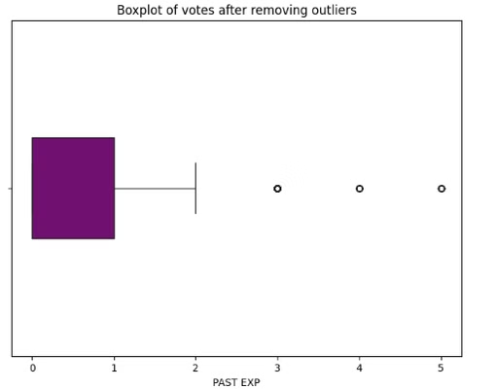 Boxplot of votes after removing outliers
0 1 2 3 4 5
PAST EXP